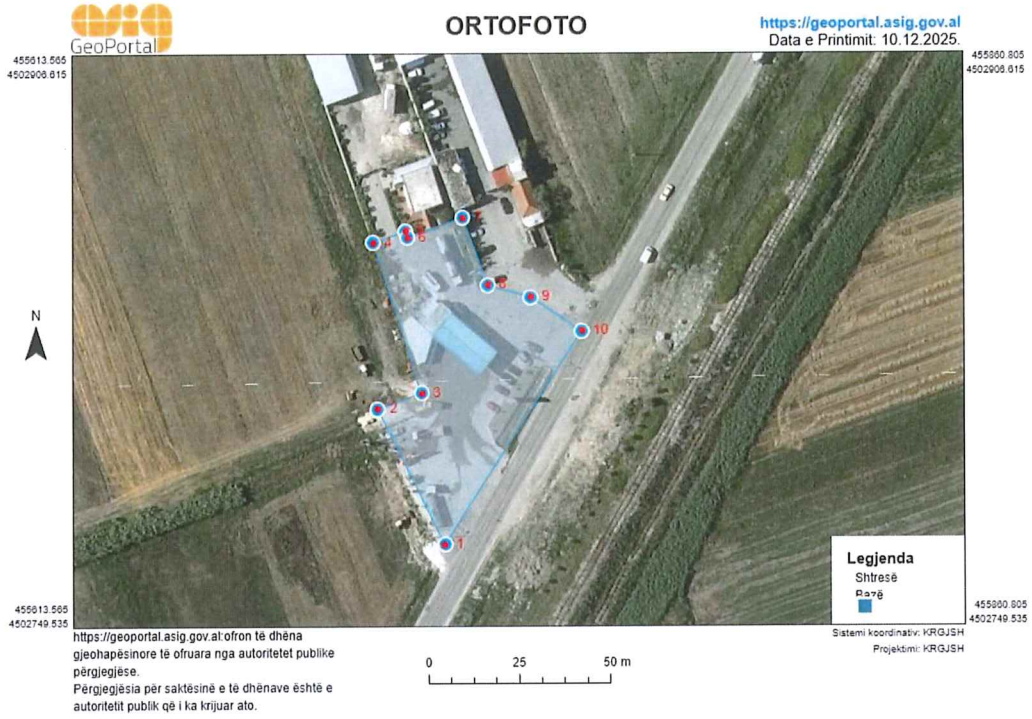 asig
GeoPortal
ORTOFOTO
https://geoportal.asig.gov.al
Data e Printimit: 10.12.2025.
455613.565
4502906.615
455860.805
4502906.615
7
4
6
8
9
10
3
2
1
N
Legjenda
Shtresë
Bazë
455613.565
4502749.535
455860.805
4502749.535
https://geoportal.asig.gov.al:ofron të dhëna
gjeohapësinore të ofruara nga autoritetet publike
përgjegjëse.
Përgjegjësia për saktësinë e të dhënave është e
autoritetit publik që i ka krijuar ato.
0 25 50 m
Sistemi koordinativ: KRGJSH
Projektimi: KRGJSH